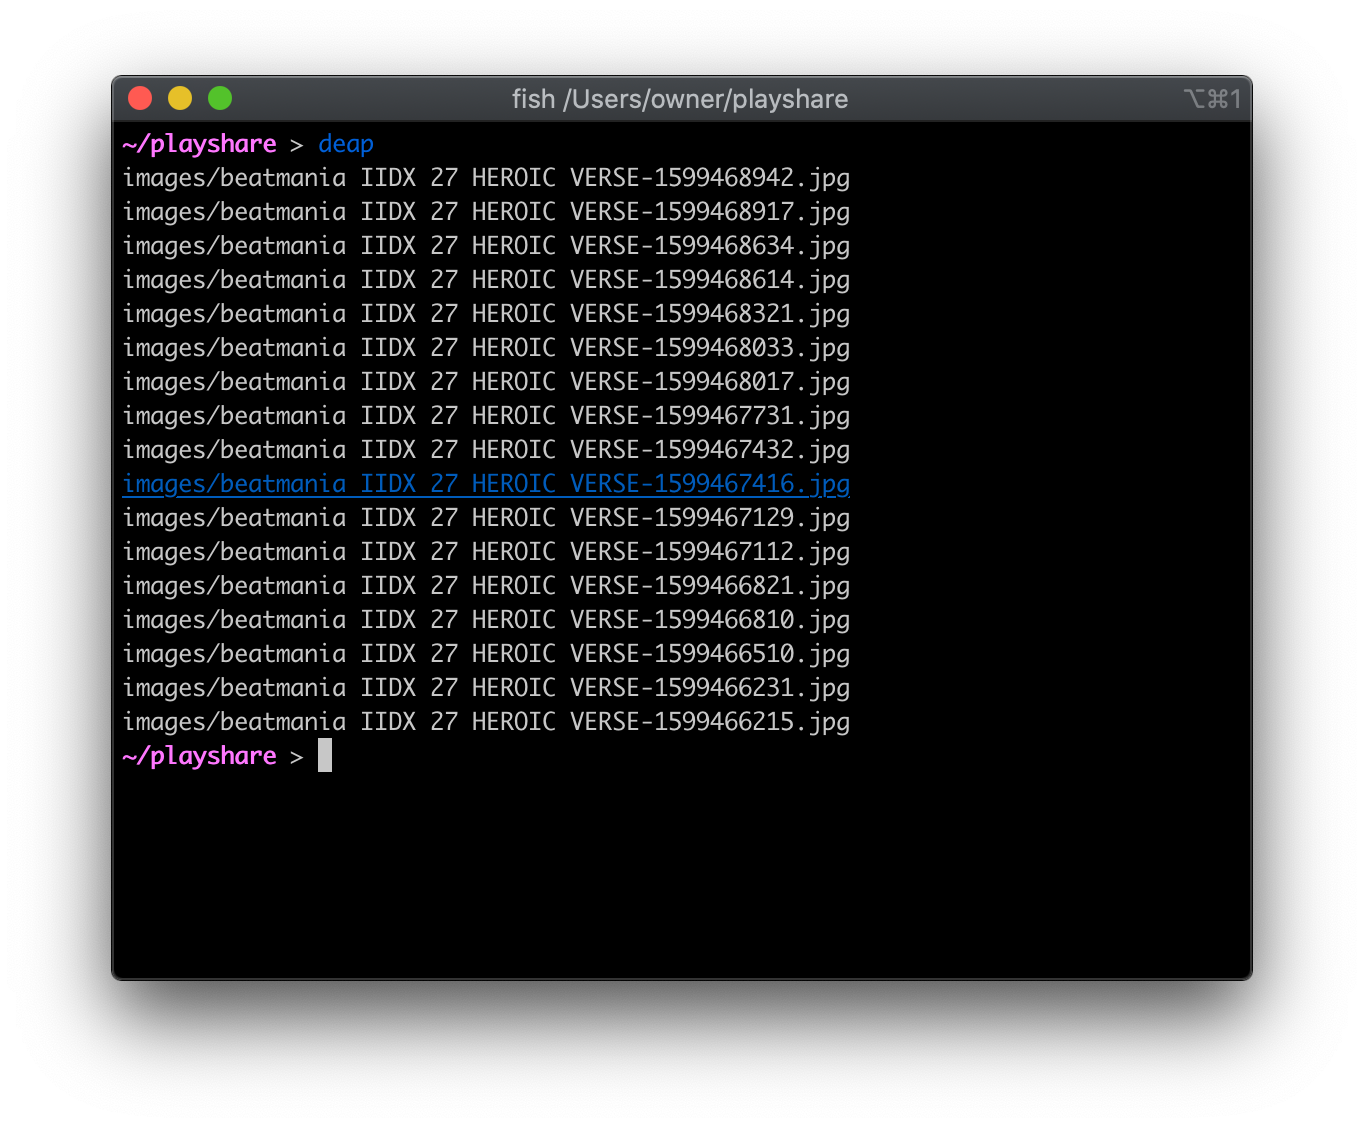 fish /Users/owner/playshare ⌥⌘1
~/playshare > deap
images/beatmania IIDX 27 HEROIC VERSE-1599468942.jpg
images/beatmania IIDX 27 HEROIC VERSE-1599468917.jpg
images/beatmania IIDX 27 HEROIC VERSE-1599468634.jpg
images/beatmania IIDX 27 HEROIC VERSE-1599468614.jpg
images/beatmania IIDX 27 HEROIC VERSE-1599468321.jpg
images/beatmania IIDX 27 HEROIC VERSE-1599468033.jpg
images/beatmania IIDX 27 HEROIC VERSE-1599468017.jpg
images/beatmania IIDX 27 HEROIC VERSE-1599467731.jpg
images/beatmania IIDX 27 HEROIC VERSE-1599467432.jpg
images/beatmania IIDX 27 HEROIC VERSE-1599467416.jpg
images/beatmania IIDX 27 HEROIC VERSE-1599467129.jpg
images/beatmania IIDX 27 HEROIC VERSE-1599467112.jpg
images/beatmania IIDX 27 HEROIC VERSE-1599466821.jpg
images/beatmania IIDX 27 HEROIC VERSE-1599466810.jpg
images/beatmania IIDX 27 HEROIC VERSE-1599466510.jpg
images/beatmania IIDX 27 HEROIC VERSE-1599466231.jpg
images/beatmania IIDX 27 HEROIC VERSE-1599466215.jpg
~/playshare >